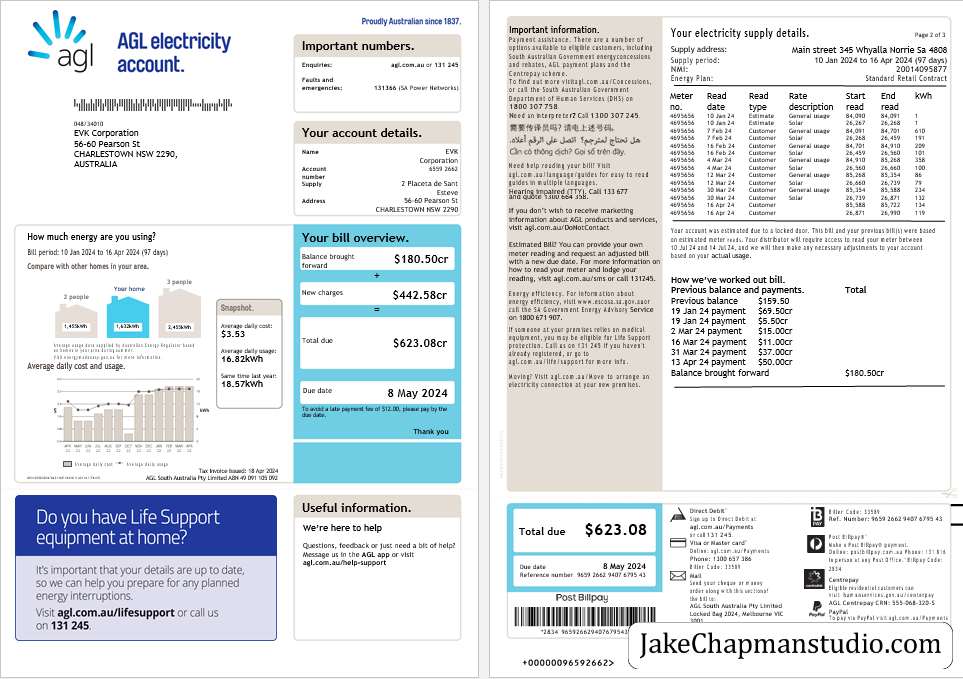 Proudly Australian since 1837.
agl
AGL electricity
account.
048/34010
EVK Corporation
56-60 Pearson St
CHARLESTOWN NSW 2290,
AUSTRALIA
Important numbers.
Enquiries: agl.com.au or 131 245
Faults and
emergencies: 131366 (SA Power Networks)
Your account details.
Name EVK
Corporation
Account 6559 2662
number
Supply 2 Placeta de Sant
Esteve
Address 56-60 Pearson St
CHARLESTOWN NSW 2290
How much energy are you using?
Bill period: 10 Jan 2024 to 16 Apr 2024 (97 days)
Compare with other homes in your area.
2 people
Your home
3 people
1,455kWh
1,632kWh
2,455kWh
Average daily cost and usage.
$
kWh
Average daily cost
Average daily usage
Snapshot.
Average daily cost:
$3.53
Average daily usage:
16.82kWh
Same time last year:
18.57kWh
Tax Invoice Issued: 18 Apr 2024
AGL South Australia Pty Limited ABN 49 091 105 092
Your bill overview.
Balance brought
forward $180.50cr
+
New charges $442.58cr
=
Total due $623.08cr
Due date 8 May 2024
To avoid a late payment fee of $12.00, please pay by the
due date.
Thank you
Do you have Life Support
equipment at home?
It's important that your details are up to date,
so we can help you prepare for any planned
energy interruptions.
Visit agl.com.au/lifesupport or call us
on 131 245.
Useful information.
We're here to help
Questions, feedback or just need a bit of help?
Message us in the AGL app or visit
agl.com.au/help-support
Important information.
Payment assistance. There are a number of
options available to eligible customers, including
South Australian Government energyconcessions
and rebates, AGL payment plans and the
Centrepay scheme.
To find out more visitagl.com.au/Concessions,
or call the South Australian Government
Department of Human Services (DHS) on
1800 307 758
Need an interpreter? Call 1300 307 245.
需要传译员吗? 请电上述号码.
هل تحتاج لمترجم؟ اتصل على الرقم أعلاه.
Cần có thông dịch? Gọi số trên đây.
Need help reading your bill? Visit
agl.com.au/language/guides for easy to read
guides in multiple languages.
Hearing Impaired (TTY). Call 133 677
and quote 1300 664 358.
If you don't wish to receive marketing
information about AGL products and services,
visit agl.com.au/DoNotContact
Estimated Bill? You can provide your own
meter reading and request an adjusted bill
with a new due date. For more information on
how to read your meter and lodge your
reading, visit agl.com.au/sms or call 131245.
Energy efficiency. For information about
energy efficiency, visit www.escosa.sa.gov.auor
call the SA Government Energy Advisory Service
on 1800 671 907.
If someone at your premises relies on medical
equipment, you may be eligible for Life Support
protection. Call us on 131 245 if you haven't
already registered, or go to
agl.com.au/life/support for more info.
Moving? Visit agl.com.au/Move to arrange an
electricity connection at your new premises.
Your electricity supply details.
Page 2 of 3
Supply address: Main street 345 Whyalla Norrie Sa 4808
Supply period: 10 Jan 2024 to 16 Apr 2024 (97 days)
NMI: 20014095877
Energy Plan: Standard Retail Contract
Meter Read Read Rate Start End kWh
no. date type description read read
4695656 10 Jan 24 Estimate General usage 84,090 84,091 1
4695656 10 Jan 24 Estimate Solar 26,267 26,268 1
4695656 7 Feb 24 Customer General usage 84,091 84,701 610
4695656 7 Feb 24 Customer Solar 26,268 26,459 191
4695656 16 Feb 24 Customer General usage 84,701 84,910 209
4695656 16 Feb 24 Customer Solar 26,459 26,560 101
4695656 4 Mar 24 Customer General usage 84,910 85,268 358
4695656 4 Mar 24 Customer Solar 26,560 26,660 100
4695656 12 Mar 24 Customer General usage 85,268 85,354 86
4695656 12 Mar 24 Customer Solar 26,660 26,739 79
4695656 30 Mar 24 Customer General usage 85,354 85,588 234
4695656 30 Mar 24 Customer Solar 26,739 26,871 132
4695656 16 Apr 24 Customer 85,588 85,722 134
4695656 16 Apr 24 Customer 26,871 26,990 119
Your account was estimated due to a locked door. This bill and your previous bill(s) were based
on estimated meter reads. Your distributor will require access to read your meter between
10 Jul 24 and 14 Jul 24, and we will then make any necessary adjustments to your account
based on your actual usage.
How we've worked out bill.
Previous balance and payments. Total
Previous balance $159.50
19 Jan 24 payment $69.50cr
19 Jan 24 payment $5.50cr
2 Mar 24 payment $15.00cr
16 Mar 24 payment $11.00cr
31 Mar 24 payment $37.00cr
13 Apr 24 payment $50.00cr
Balance brought forward $180.50cr
Total due $623.08
Due date 8 May 2024
Reference number 9659 2662 9407 6795 43
Post Billpay
*2834 96592662940767954
+00000096592662>
Direct Debit
Sign up to Direct Debit at
agl.com.au/Payments
or call 131 245.
Visa or Mastercard
Online: agl.com.au/Payments
Phone: 1300 657 386
Biller Code: 33589
Mail
Send your cheque or money
order along with this section of
the bill to:
AGL South Australia Pty Limited
Locked Bag 2024, Melbourne VIC
3001
B PAY
Biller Code: 33589
Ref. Number: 9659 2662 9407 6795 43
Post Billpay
Make a Post Billpay payment.
Online: postbillpay.com.au Phone: 131 816
In person at any Post Office. Billpay Code:
2834
Centrepay
Eligible residential customers can
AGL Centrepay CRN: 555-068-320-S
PayPal
PayPal
To pay via PayPal visit agl.com.au/Payments
JakeChapmanstudio.com